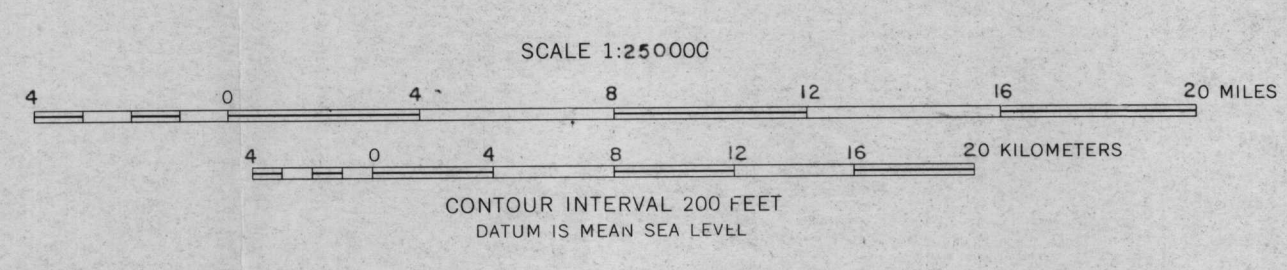 SCALE 1:250000
4 0 4 8 12 16 20 MILES
4 0 4 8 12 16 20 KILOMETERS
CONTOUR INTERVAL 200 FEET
DATUM IS MEAN SEA LEVEL